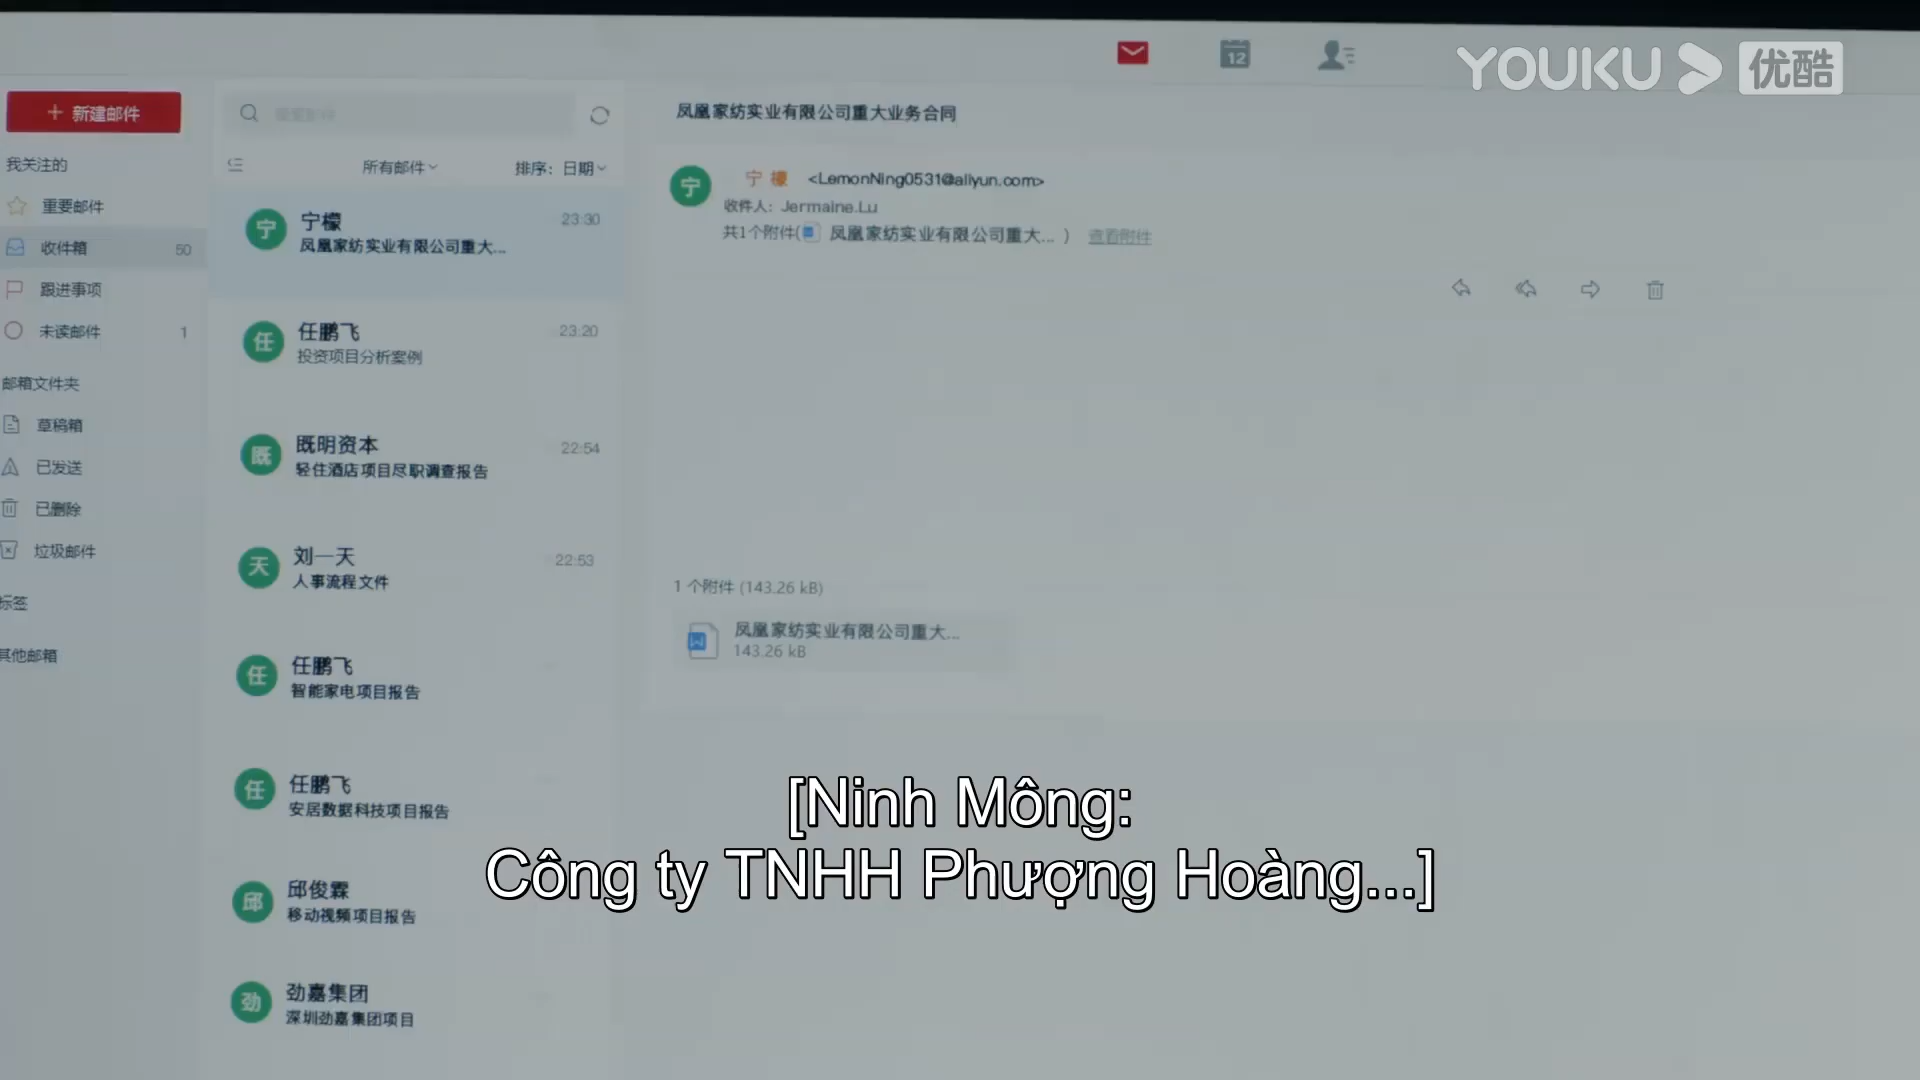 YOUKU 优酷
12
+ 新建邮件
我关注的
重要邮件
收件箱 50
跟进事项
未读邮件 1
邮箱文件夹
草稿箱
已发送
已删除
垃圾邮件
标签
其他邮箱
所有邮件
排序：日期
宁 宁檬 23:30
凤凰家纺实业有限公司重大...
任 任鹏飞 23:20
投资项目分析案例
既 既明资本 22:54
轻住酒店项目尽职调查报告
天 刘一天 22:53
人事流程文件
任 任鹏飞
智能家电项目报告
任 任鹏飞
安居数据科技项目报告
邱 邱俊霖
移动视频项目报告
劲 劲嘉集团
深圳劲嘉集团项目
凤凰家纺实业有限公司重大业务合同
宁 宁檬 <LemonNing0531@aliyun.com>
收件人：Jermaine.Lu
共1个附件( 凤凰家纺实业有限公司重大... ) 查看附件
1 个附件 (143.26 kB)
凤凰家纺实业有限公司重大...
143.26 kB
[Ninh Mông:
Công ty TNHH Phượng Hoàng...]